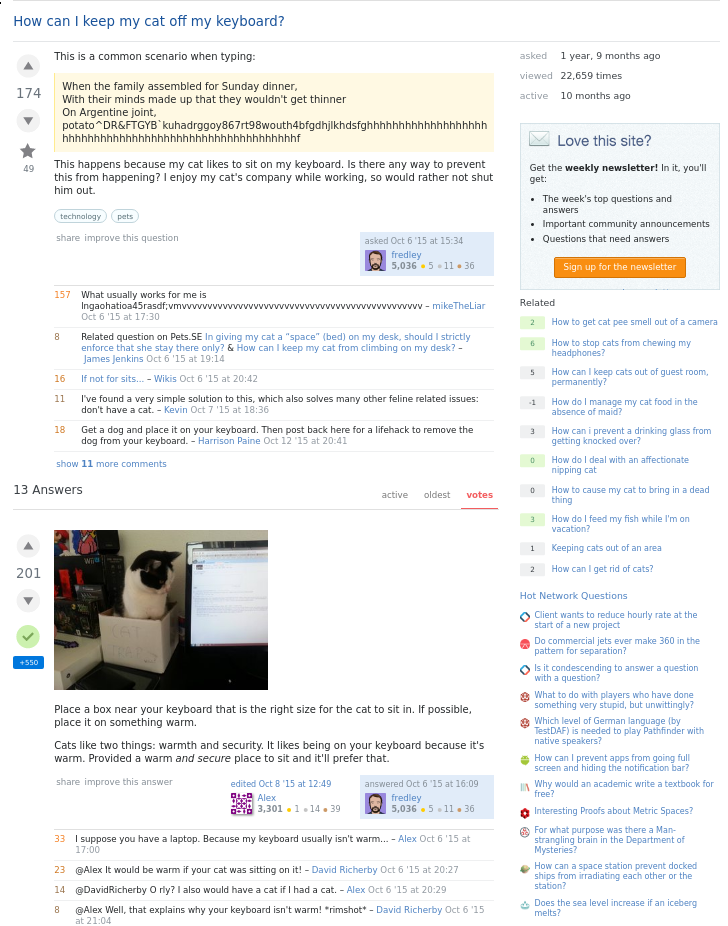 How can I keep my cat off my keyboard?
174
49
This is a common scenario when typing:
When the family assembled for Sunday dinner,
With their minds made up that they wouldn't get thinner
On Argentine joint,
potato^DR&FTGYB`kuhadrggoy867rt98wouth4bfgdhjlkhdsfghhhhhhhhhhhhhhhhhhh
hhhhhhhhhhhhhhhhhhhhhhhhhhhhhhhhhhhhhf
This happens because my cat likes to sit on my keyboard. Is there any way to prevent
this from happening? I enjoy my cat's company while working, so would rather not shut
him out.
technology pets
share improve this question
asked Oct 6 '15 at 15:34
fredley
5,036 5 11 36
157 What usually works for me is
lngaohatioa45rasdf;vmvvvvvvvvvvvvvvvvvvvvvvvvvvvvvvvvvvvvvvvvvvvvvvv – mikeTheLiar
Oct 6 '15 at 17:30
8 Related question on Pets.SE In giving my cat a “space” (bed) on my desk, should I strictly
enforce that she stay there only? & How can I keep my cat from climbing on my desk? –
James Jenkins Oct 6 '15 at 19:14
16 If not for sits... – Wikis Oct 6 '15 at 20:42
11 I've found a very simple solution to this, which also solves many other feline related issues:
don't have a cat. – Kevin Oct 7 '15 at 18:36
18 Get a dog and place it on your keyboard. Then post back here for a lifehack to remove the
dog from your keyboard. – Harrison Paine Oct 12 '15 at 20:41
show 11 more comments
13 Answers
active oldest votes
201
+550
WiiU
CAT
Place a box near your keyboard that is the right size for the cat to sit in. If possible,
place it on something warm.
Cats like two things: warmth and security. It likes being on your keyboard because it's
warm. Provided a warm and secure place to sit and it'll prefer that.
share improve this answer
edited Oct 8 '15 at 12:49
Alex
3,301 1 14 39
answered Oct 6 '15 at 16:09
fredley
5,036 5 11 36
33 I suppose you have a laptop. Because my keyboard usually isn't warm... – Alex Oct 6 '15 at
17:00
23 @Alex It would be warm if your cat was sitting on it! – David Richerby Oct 6 '15 at 20:27
14 @DavidRicherby O rly? I also would have a cat if I had a cat. – Alex Oct 6 '15 at 20:29
8 @Alex Well, that explains why your keyboard isn't warm! *rimshot* – David Richerby Oct 6 '15
at 21:04
asked 1 year, 9 months ago
viewed 22,659 times
active 10 months ago
Love this site?
Get the weekly newsletter! In it, you'll
get:
• The week's top questions and
answers
• Important community announcements
• Questions that need answers
Sign up for the newsletter
Related
2 How to get cat pee smell out of a camera
6 How to stop cats from chewing my
headphones?
5 How can I keep cats out of guest room,
permanently?
-1 How do I manage my cat food in the
absence of maid?
3 How can i prevent a drinking glass from
getting knocked over?
0 How do I deal with an affectionate
nipping cat
0 How to cause my cat to bring in a dead
thing
3 How do I feed my fish while I'm on
vacation?
1 Keeping cats out of an area
2 How can I get rid of cats?
Hot Network Questions
Client wants to reduce hourly rate at the
start of a new project
Do commercial jets ever make 360 in the
pattern for separation?
Is it condescending to answer a question
with a question?
What to do with players who have done
something very stupid, but unwittingly?
Which level of German language (by
TestDAF) is needed to play Pathfinder with
native speakers?
How can I prevent apps from going full
screen and hiding the notification bar?
Why would an academic write a textbook for
free?
Interesting Proofs about Metric Spaces?
For what purpose was there a Man-
strangling brain in the Department of
Mysteries?
How can a space station prevent docked
ships from irradiating each other or the
station?
Does the sea level increase if an iceberg
melts?